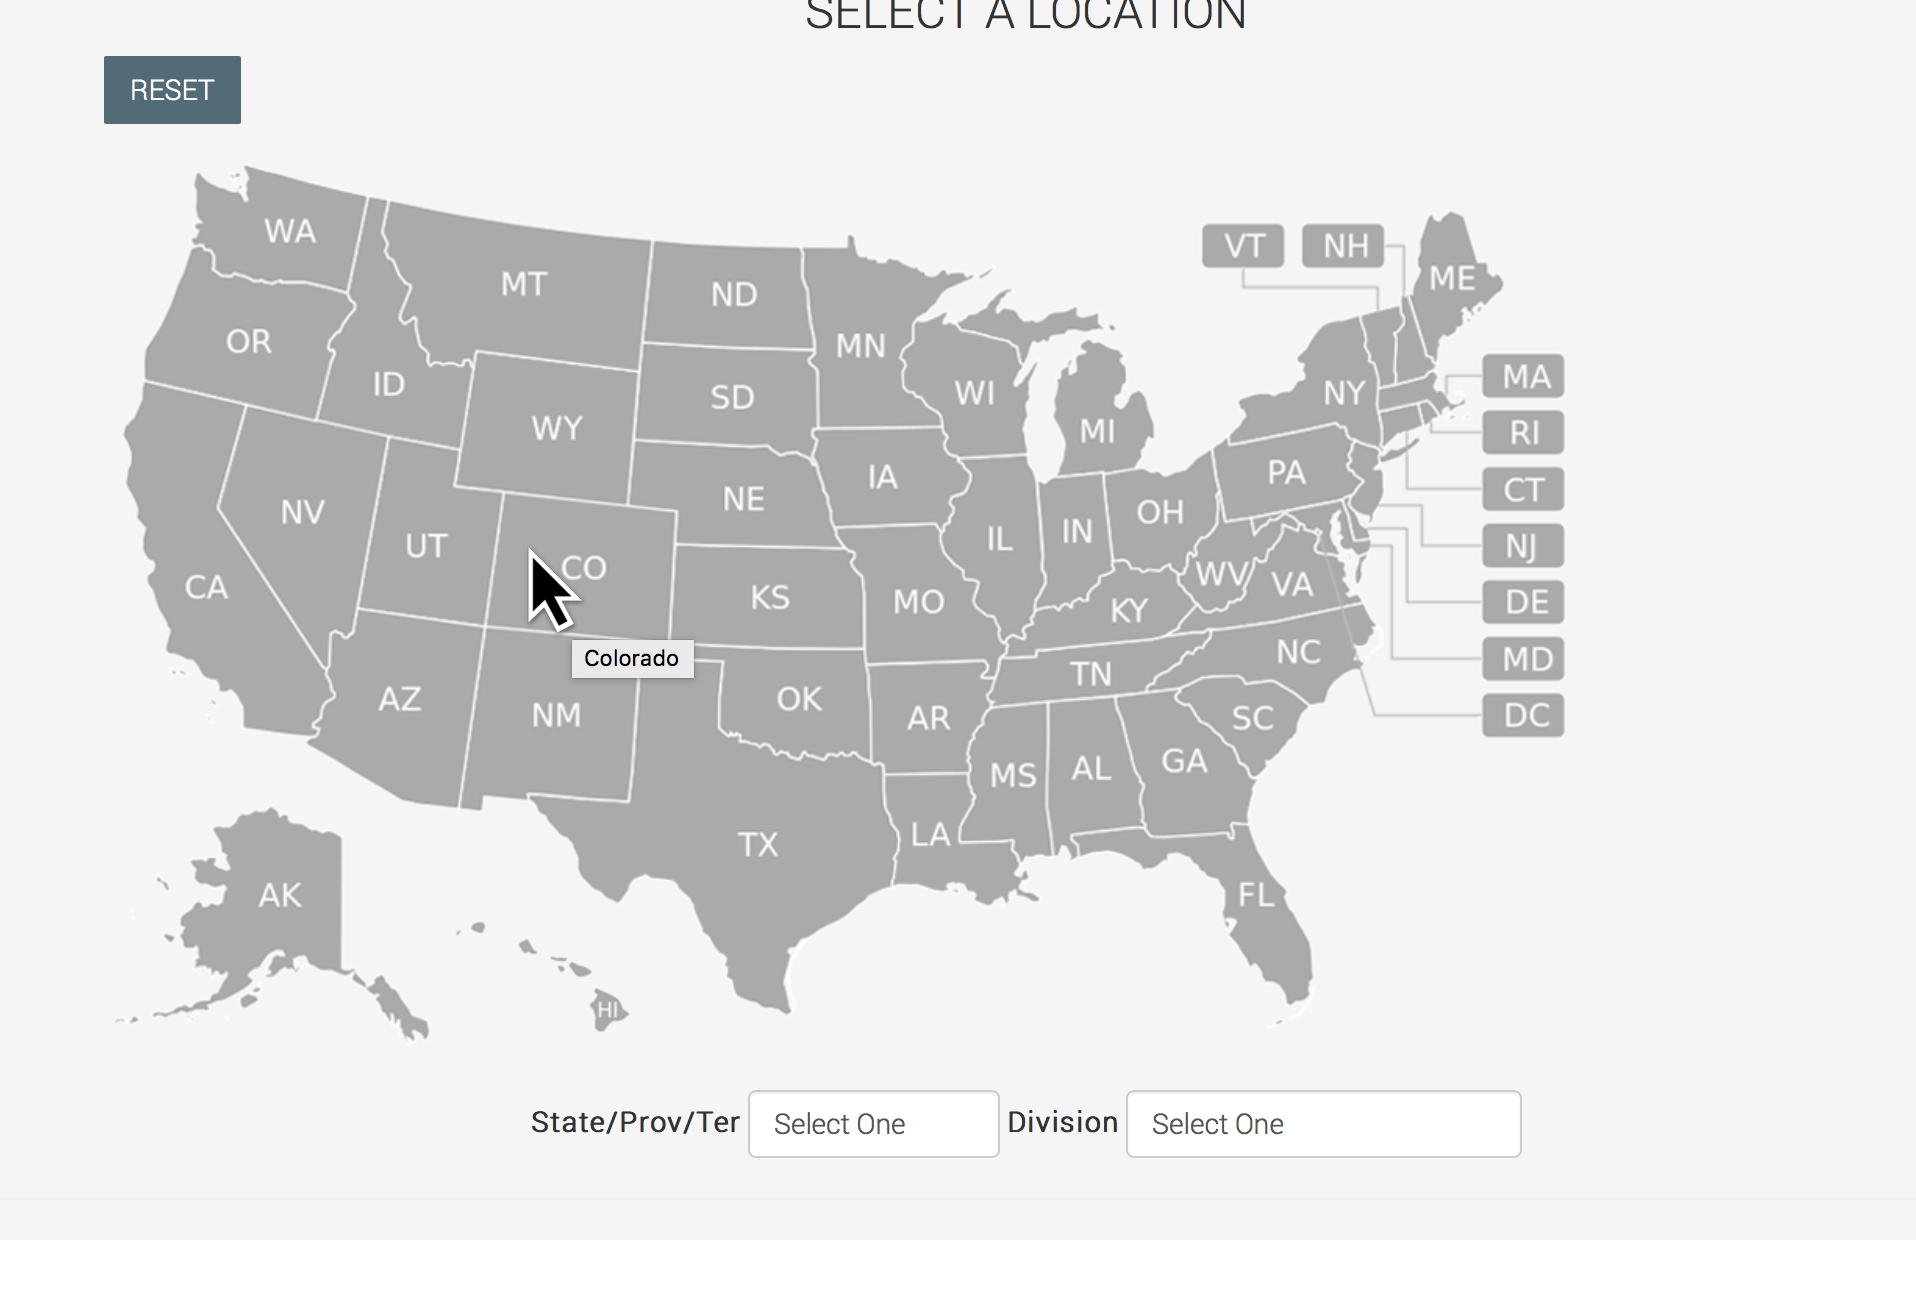 SELECT A LOCATION
RESET
WA
MT
ND
MN
VT
NH
ME
OR
ID
SD
WI
MI
NY
MA
RI
WY
NE
IA
PA
CT
NV
UT
CO
IL
IN
OH
NJ
CA
KS
MO
KY
WV
VA
DE
Colorado
AZ
NM
OK
TN
NC
MD
AR
SC
DC
MS
AL
GA
TX
LA
AK
FL
HI
State/Prov/Ter Select One Division Select One